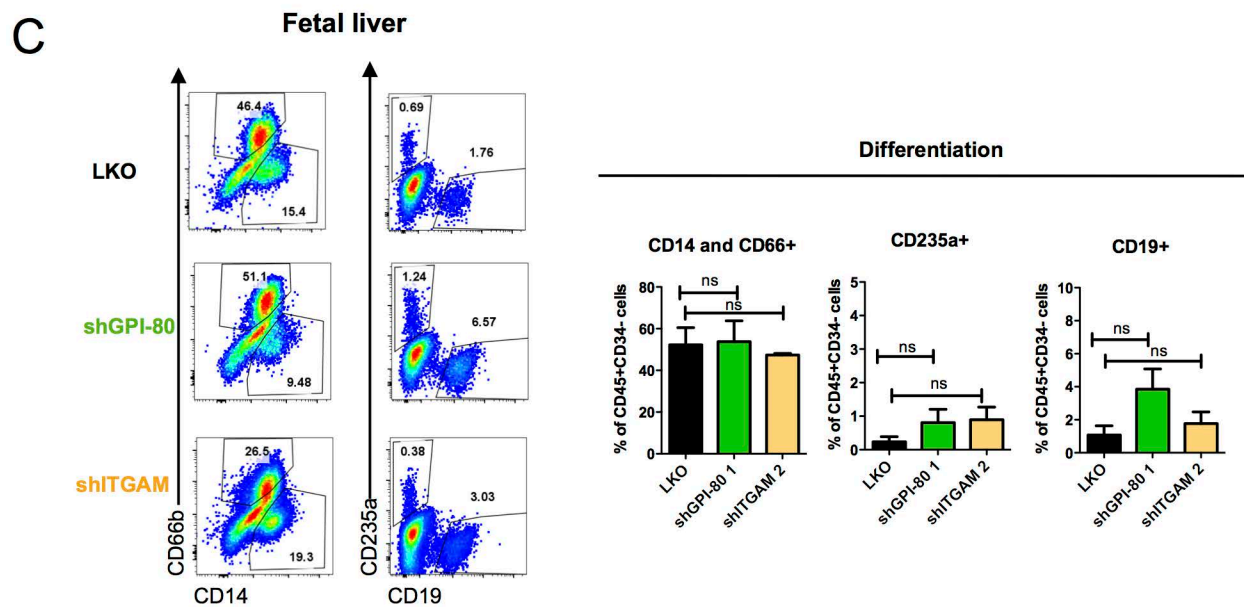 C
Fetal liver
46.4
15.4
0.69
1.76
LKO
51.1
9.48
1.24
6.57
shGPI-80
26.5
19.3
0.38
3.03
shITGAM
CD66b
CD235a
CD14
CD19
Differentiation
CD14 and CD66+
% of CD45+CD34- cells
80
60
40
20
0
ns
ns
LKO
shGPI-80 1
shITGAM 2
CD235a+
% of CD45+CD34- cells
5
4
3
2
1
0
ns
ns
LKO
shGPI-80 1
shITGAM 2
CD19+
% of CD45+CD34- cells
10
8
6
4
2
0
ns
ns
LKO
shGPI-80 1
shITGAM 2